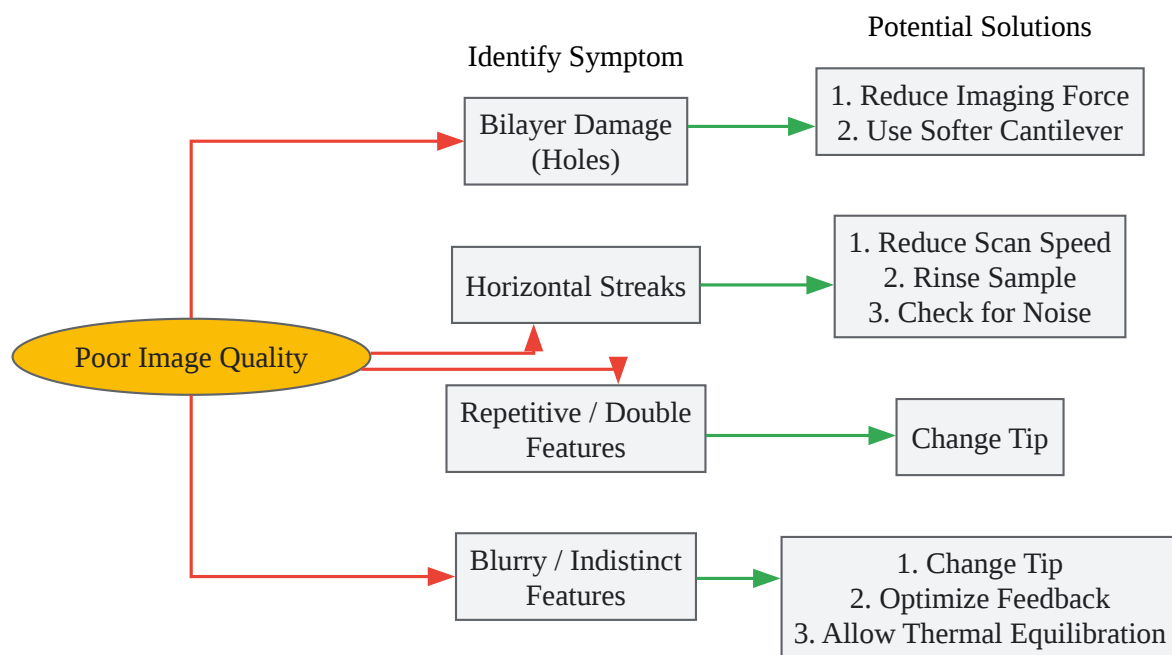 Potential Solutions
Identify Symptom
1. Reduce Imaging Force
2. Use Softer Cantilever
Bilayer Damage
(Holes)
1. Reduce Scan Speed
2. Rinse Sample
3. Check for Noise
Horizontal Streaks
Poor Image Quality
Repetitive / Double
Features
Change Tip
Blurry / Indistinct
Features
1. Change Tip
2. Optimize Feedback
3. Allow Thermal Equilibration